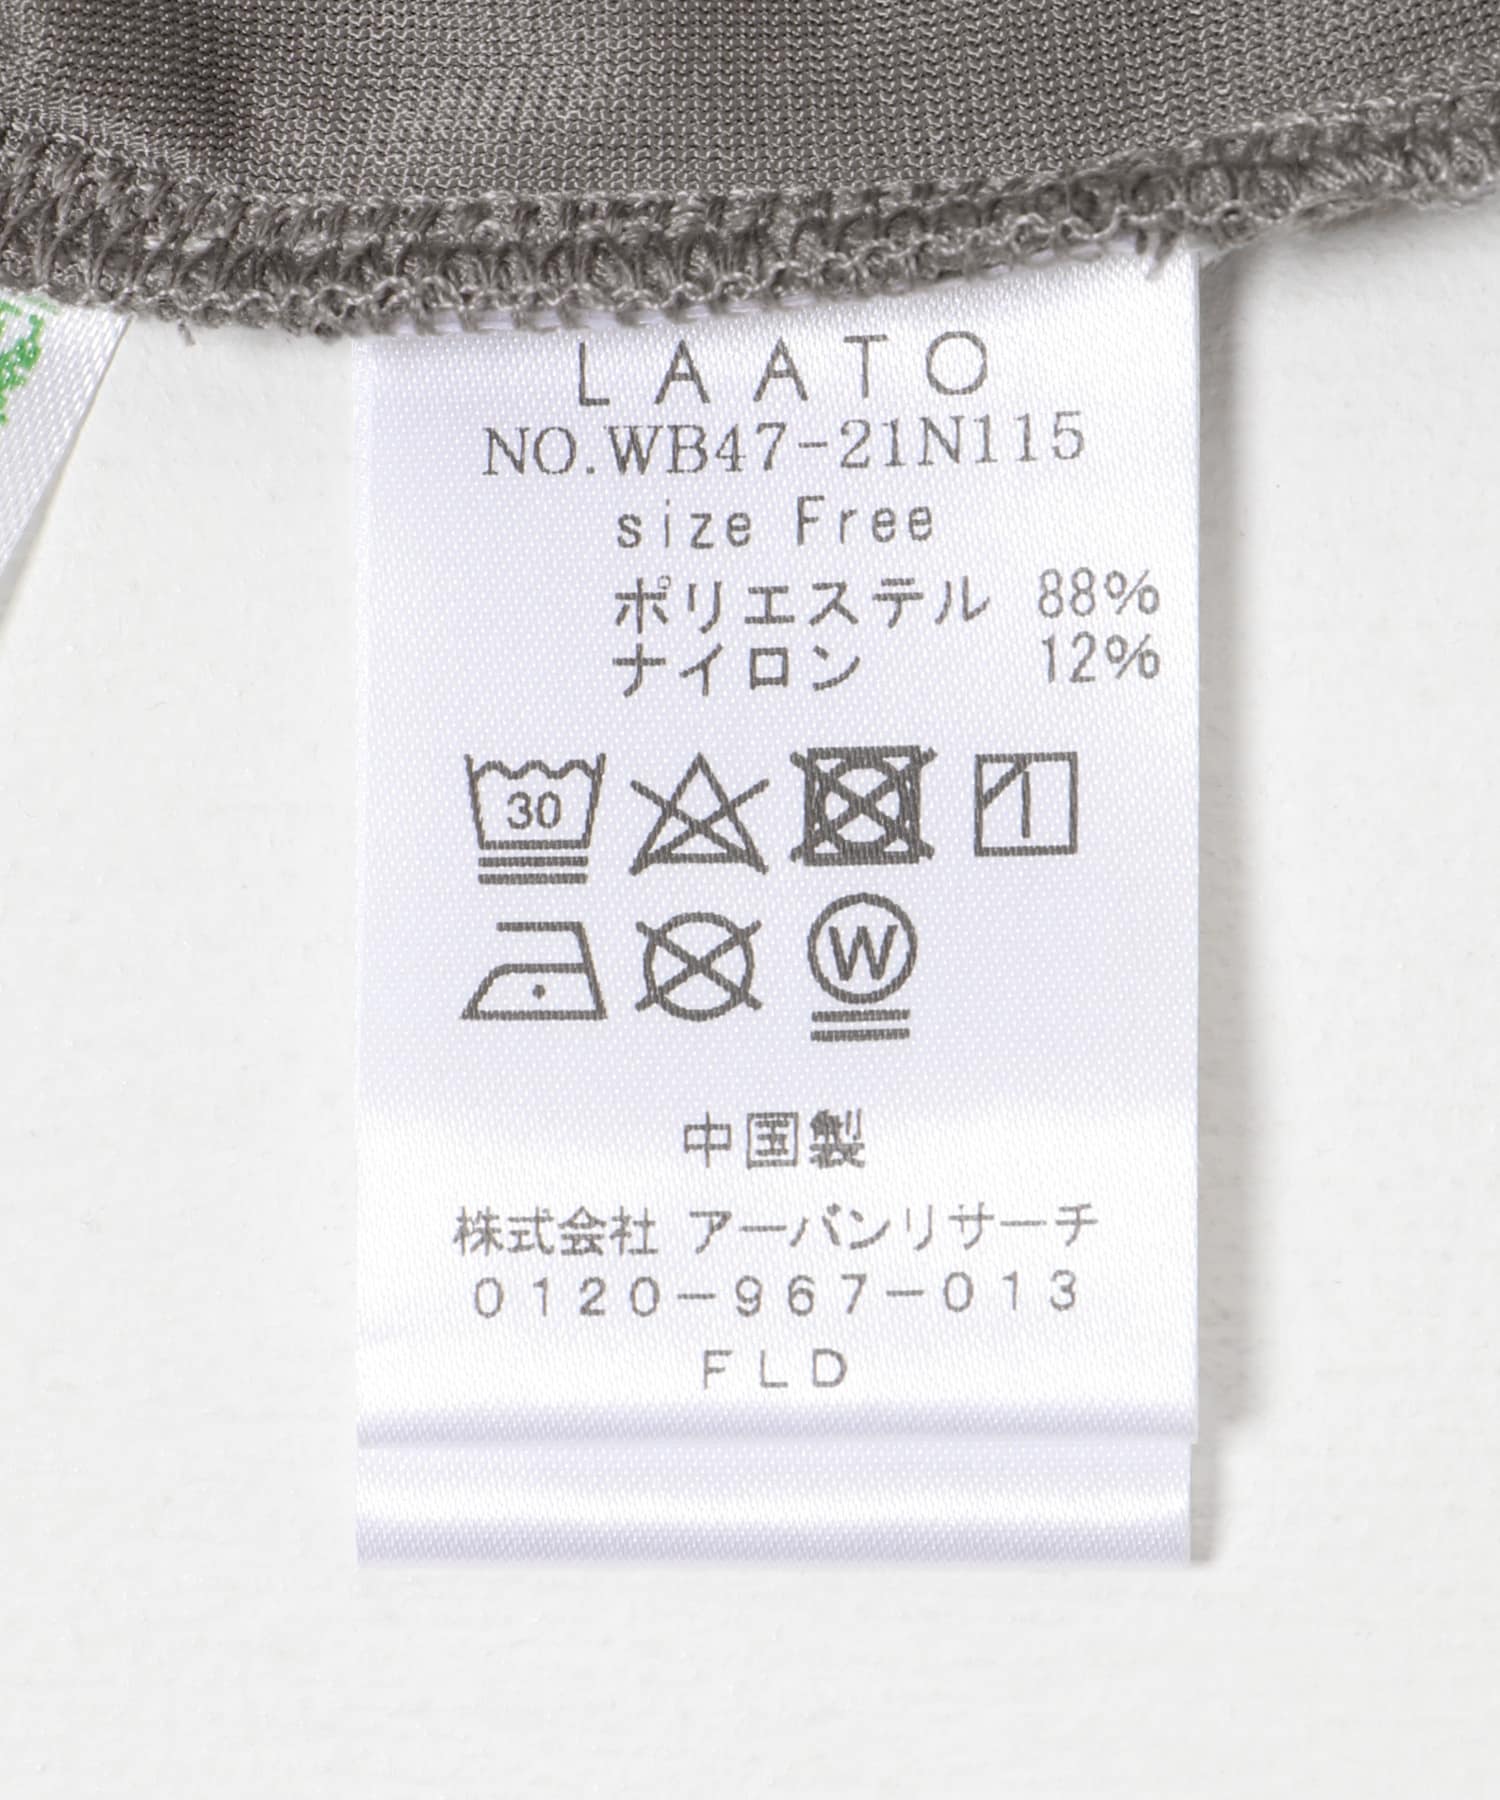 LAATO
NO.WB47-21N115
size Free
ポリエステル 88%
ナイロン 12%
30
W
中国製
株式会社 アーバンリサーチ
0120-967-013
FLD